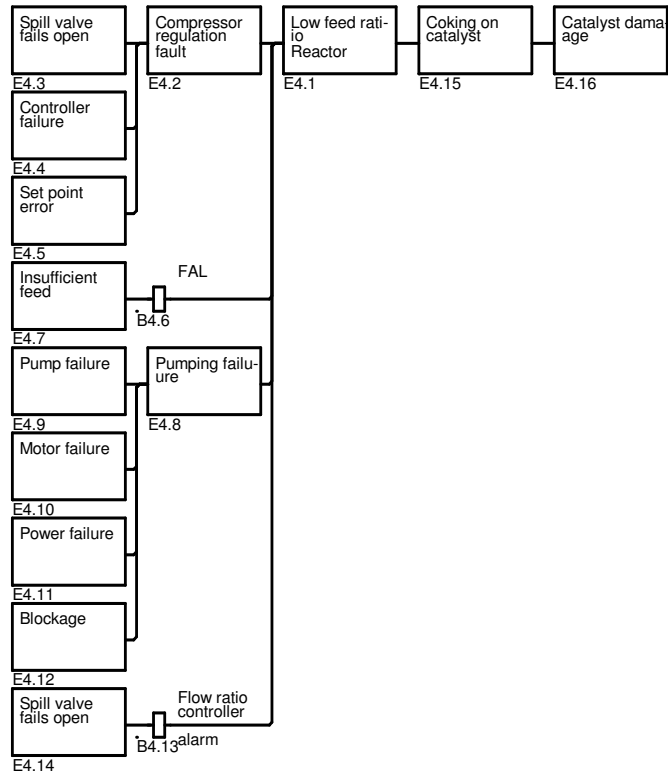 Spill valve
fails open
E4.3
Compressor
regulation
fault
E4.2
Low feed rati-
io
Reactor
E4.1
Coking on
catalyst
E4.15
Catalyst dama-
age
E4.16
Controller
failure
E4.4
Set point
error
E4.5
Insufficient
feed
E4.7
FAL
B4.6
Pump failure
E4.9
Pumping failu-
ure
E4.8
Motor failure
E4.10
Power failure
E4.11
Blockage
E4.12
Spill valve
fails open
E4.14
Flow ratio
controller
alarm
B4.13